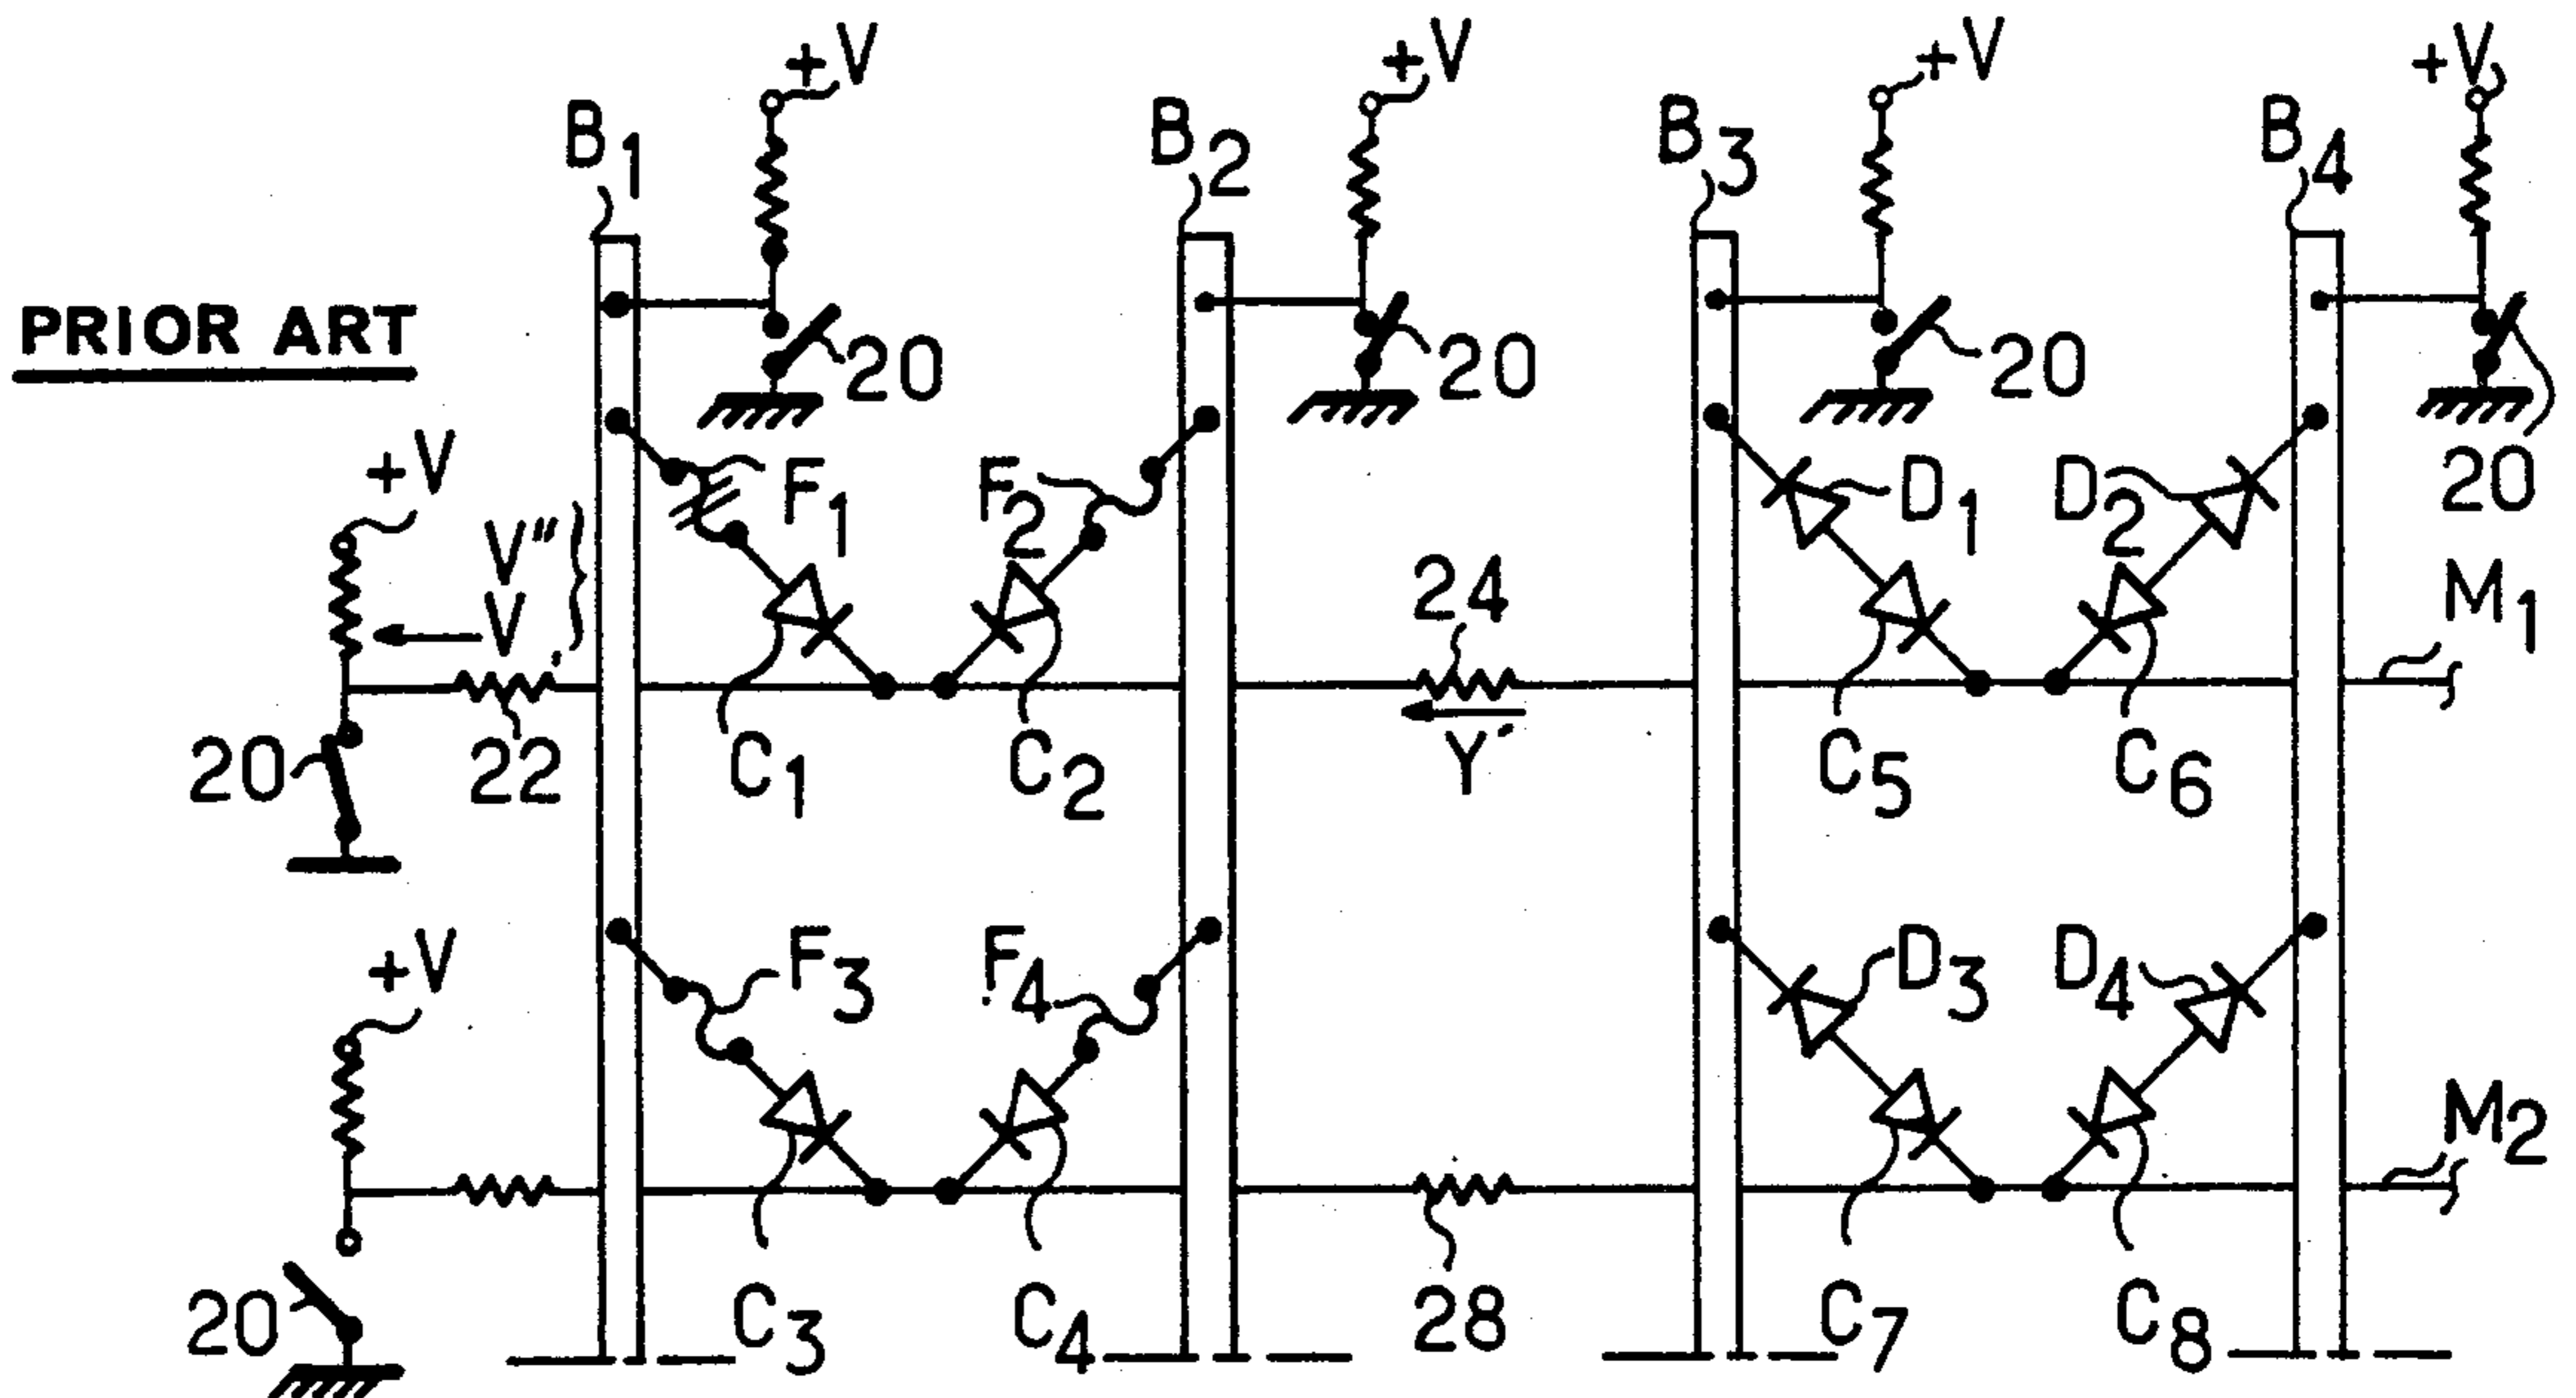 +V +V +V +V
B1 B2 B3 B4
PRIOR ART
20 20 20 20
+V F1 F2 D1 D2
V" V' 24 M1
20 22 C1 C2 Y' C5 C6
+V F3 F4 D3 D4
M2
20 C3 C4 28 C7 C8